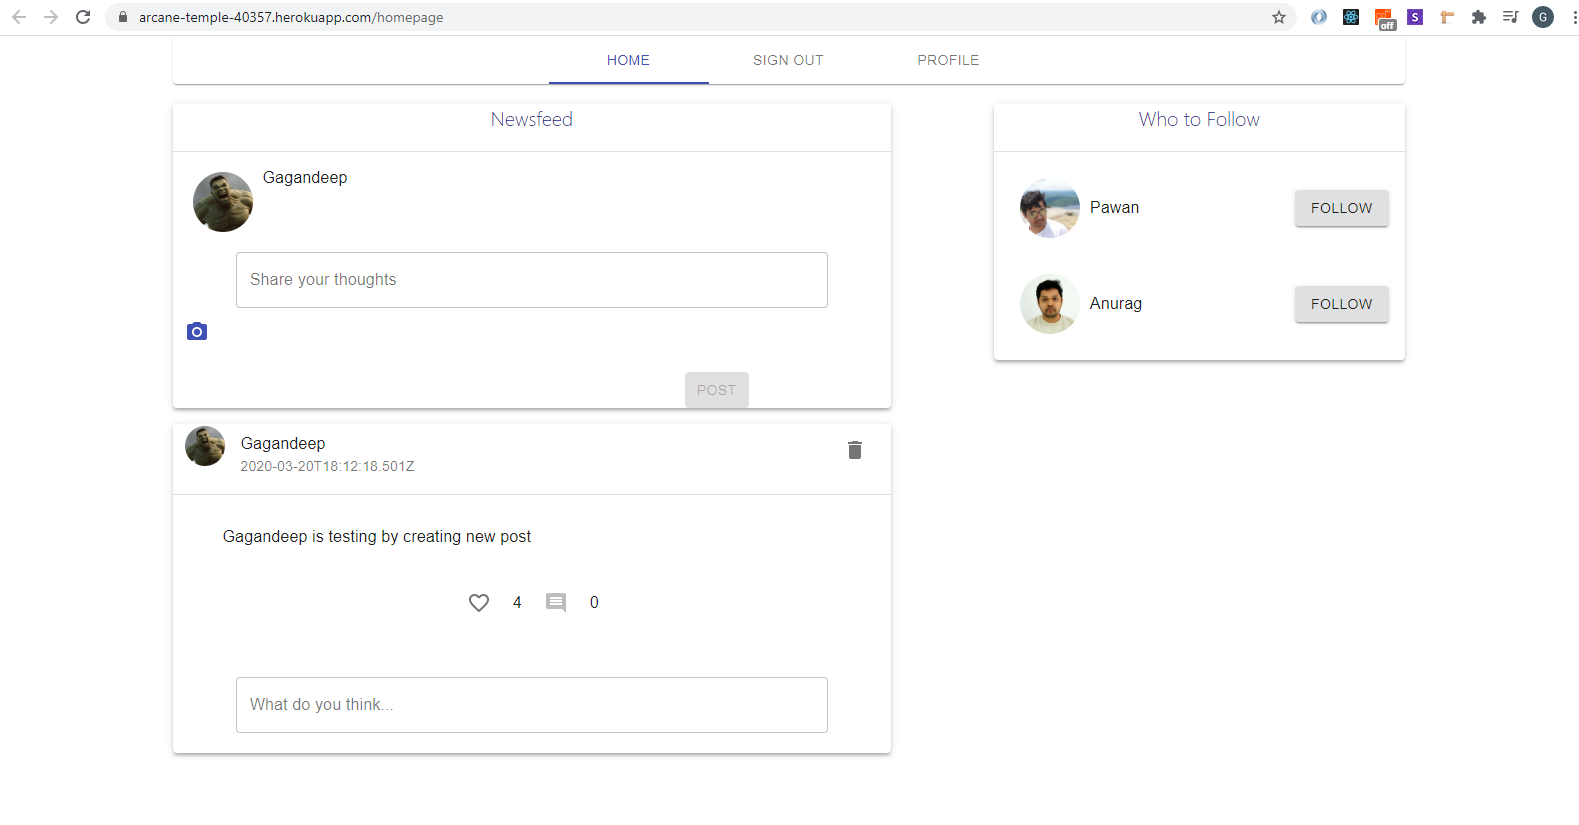 arcane-temple-40357.herokuapp.com/homepage
off
S
G
HOME SIGN OUT PROFILE
Newsfeed
Gagandeep
Share your thoughts
POST
Gagandeep
2020-03-20T18:12:18.501Z
Gagandeep is testing by creating new post
4 0
What do you think...
Who to Follow
Pawan FOLLOW
Anurag FOLLOW